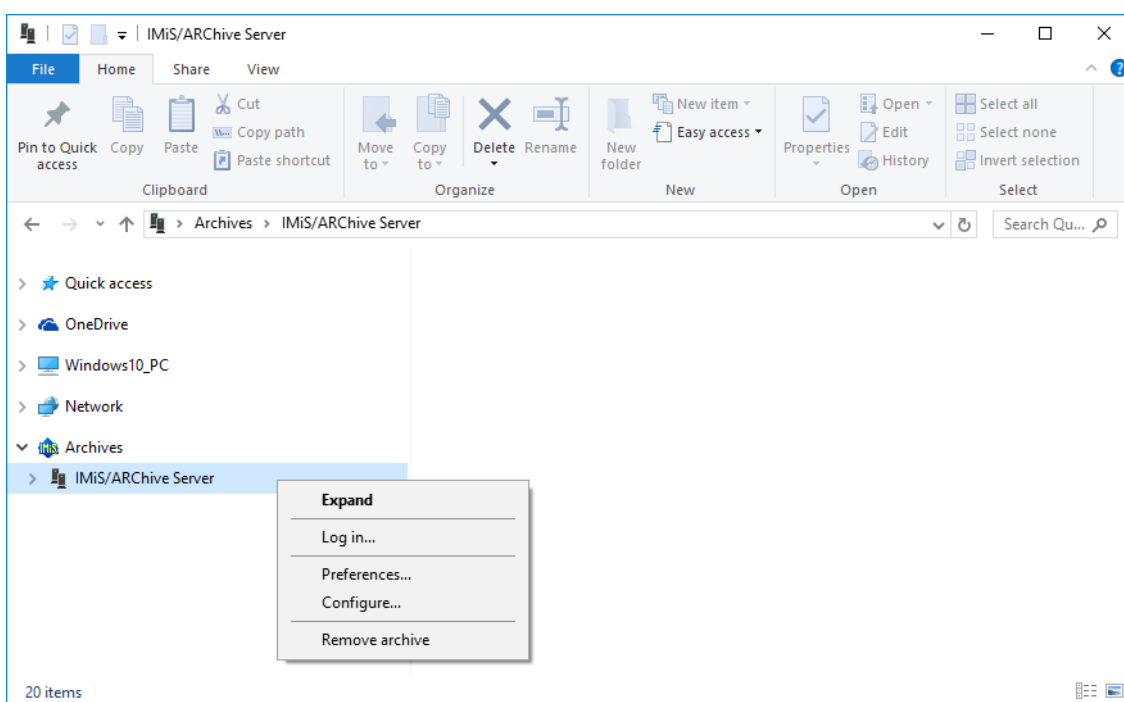 IMiS/ARChive Server
File Home Share View
Pin to Quick access
Copy
Paste
Cut
Copy path
Paste shortcut
Clipboard
Move to
Copy to
Delete
Rename
Organize
New folder
New item
Easy access
New
Properties
Open
Edit
History
Open
Select all
Select none
Invert selection
Select
Archives > IMiS/ARChive Server
Search Qu...
Quick access
OneDrive
Windows10_PC
Network
Archives
IMiS/ARChive Server
Expand
Log in...
Preferences...
Configure...
Remove archive
20 items